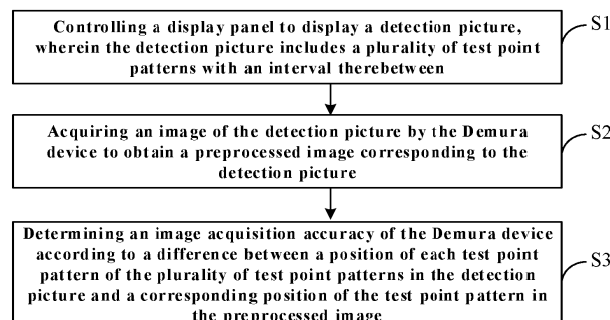 Controlling a display panel to display a detection picture,
wherein the detection picture includes a plurality of test point
patterns with an interval therebetween
S1
Acquiring an image of the detection picture by the Demura
device to obtain a preprocessed image corresponding to the
detection picture
S2
Determining an image acquisition accuracy of the Demura device
according to a difference between a position of each test point
pattern of the plurality of test point patterns in the detection
picture and a corresponding position of the test point pattern in
the preprocessed image
S3